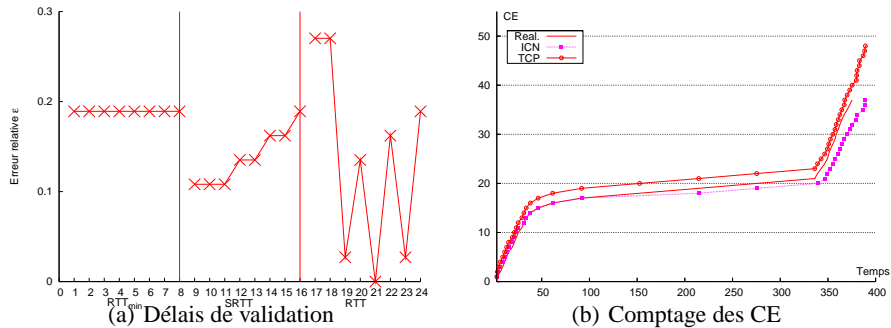 0.3
0.2
0.1
0
Erreur relative ε
0 1 2 3 4 5 6 7 8 9 10 11 12 13 14 15 16 17 18 19 20 21 22 23 24
RTTmin SRTT RTT
(a) Délais de validation
CE
Real.
ICN
TCP
50
40
30
20
10
0
Temps
50 100 150 200 250 300 350 400
(b) Comptage des CE